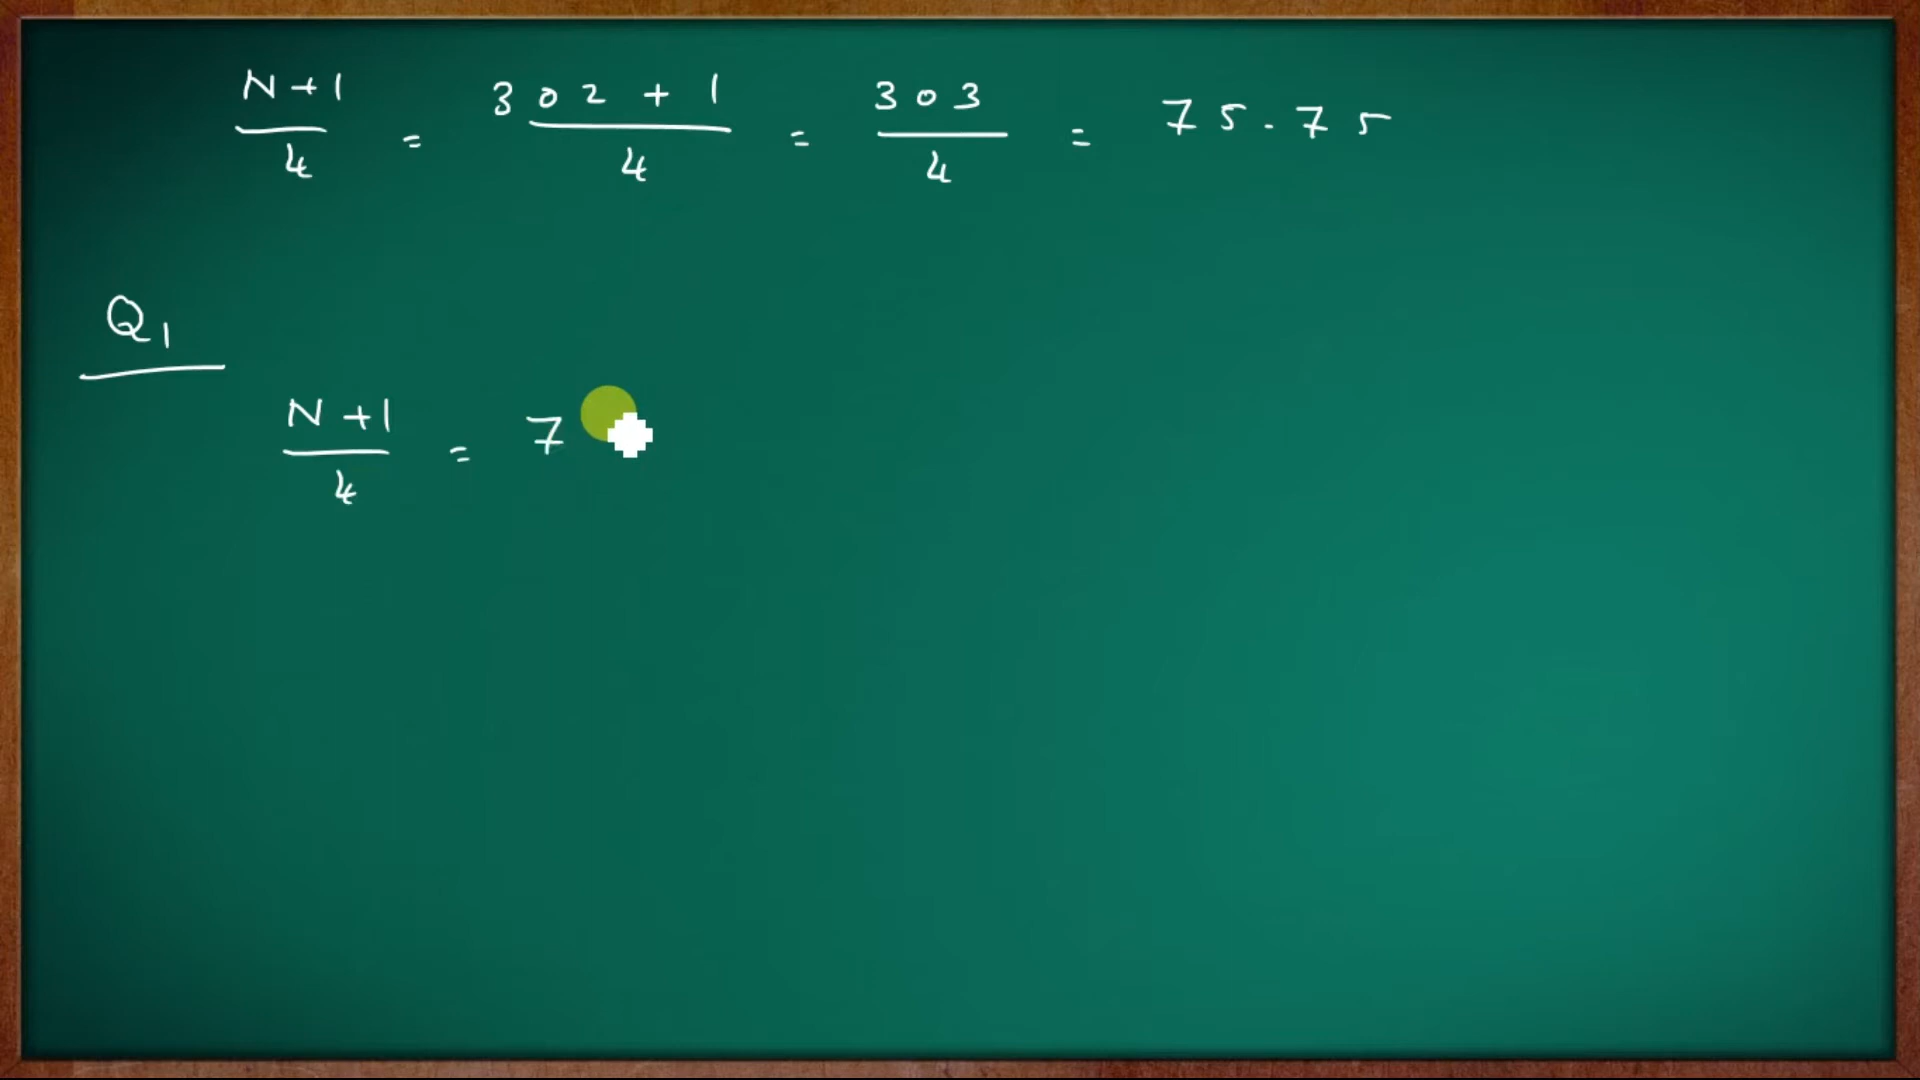 N+1/4 = 302+1/4 = 303/4 = 75.75
Q1
N+1/4 = 7